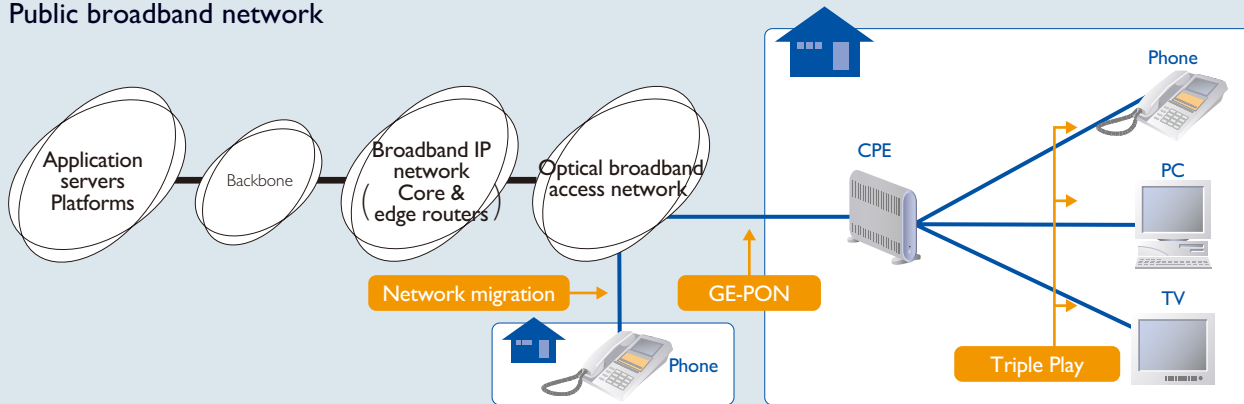 Public broadband network
Application
servers
Platforms
Backbone
Broadband IP
network
( Core &
edge routers )
Optical broadband
access network
Network migration
GE-PON
Phone
CPE
Phone
PC
TV
Triple Play